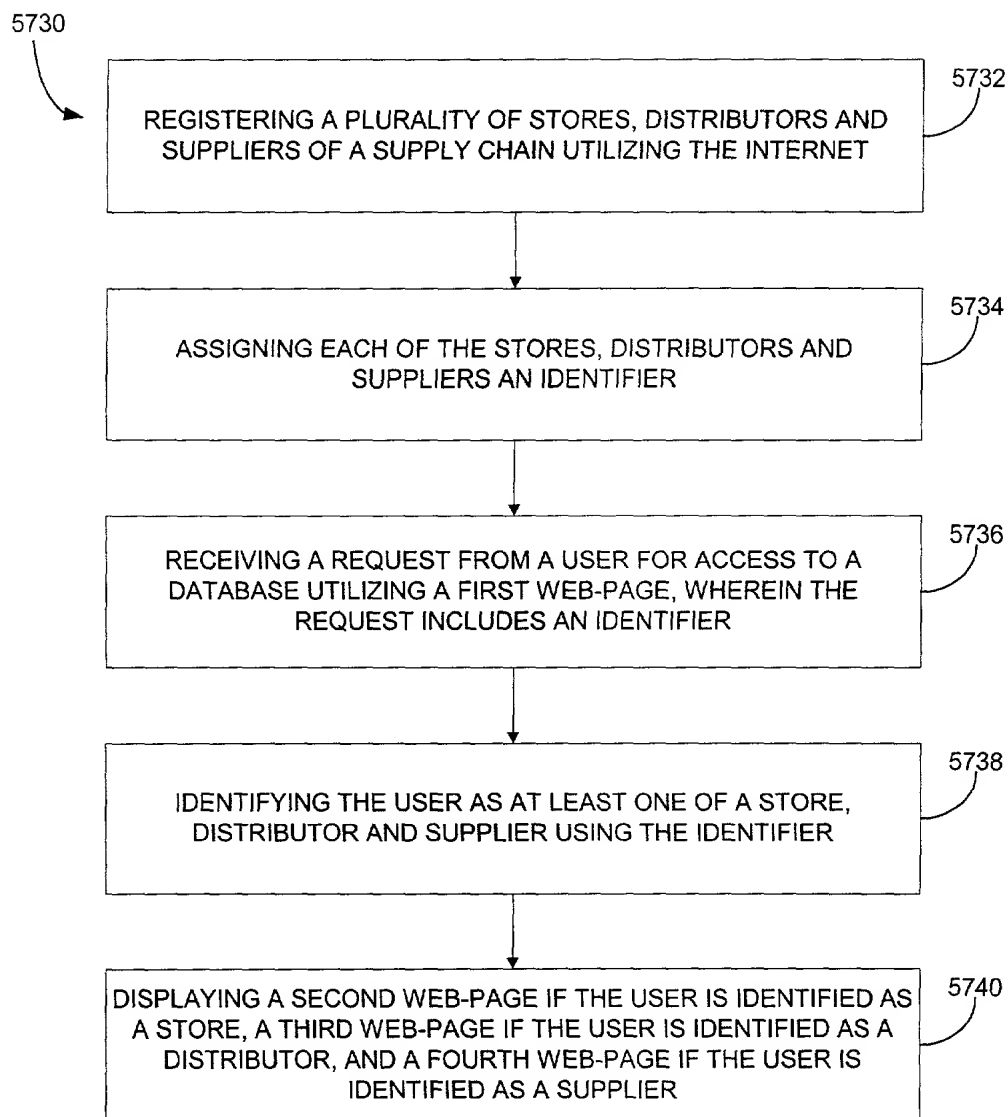 5730
5732
REGISTERING A PLURALITY OF STORES, DISTRIBUTORS AND
SUPPLIERS OF A SUPPLY CHAIN UTILIZING THE INTERNET
5734
ASSIGNING EACH OF THE STORES, DISTRIBUTORS AND
SUPPLIERS AN IDENTIFIER
5736
RECEIVING A REQUEST FROM A USER FOR ACCESS TO A
DATABASE UTILIZING A FIRST WEB-PAGE, WHEREIN THE
REQUEST INCLUDES AN IDENTIFIER
5738
IDENTIFYING THE USER AS AT LEAST ONE OF A STORE,
DISTRIBUTOR AND SUPPLIER USING THE IDENTIFIER
5740
DISPLAYING A SECOND WEB-PAGE IF THE USER IS IDENTIFIED AS
A STORE, A THIRD WEB-PAGE IF THE USER IS IDENTIFIED AS A
DISTRIBUTOR, AND A FOURTH WEB-PAGE IF THE USER IS
IDENTIFIED AS A SUPPLIER